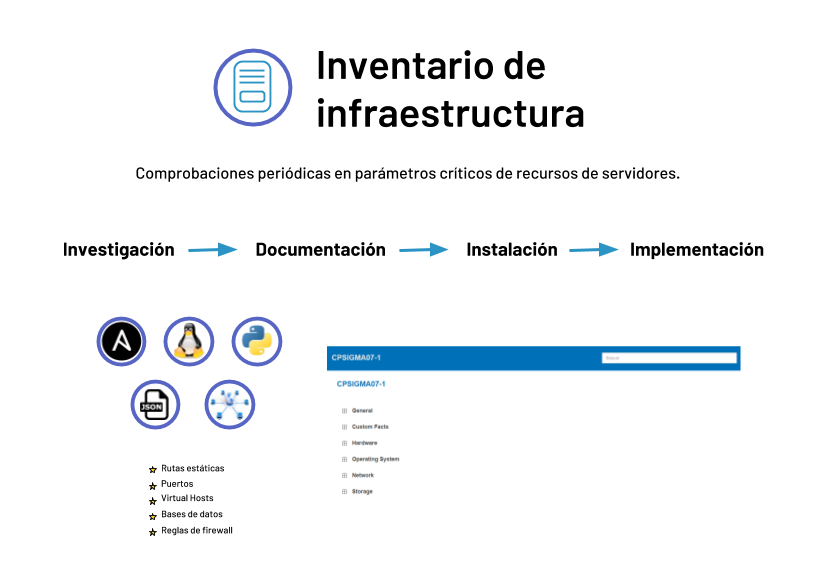 Inventario de
infraestructura
Comprobaciones periódicas en parámetros críticos de recursos de servidores.
Investigación
Documentación
Instalación
Implementación
JSON
CPSIGMA07-1
CPSIGMA07-1
General
Custom Facts
Hardware
Operating System
Network
Storage
Rutas estáticas
Puertos
Virtual Hosts
Bases de datos
Reglas de firewall